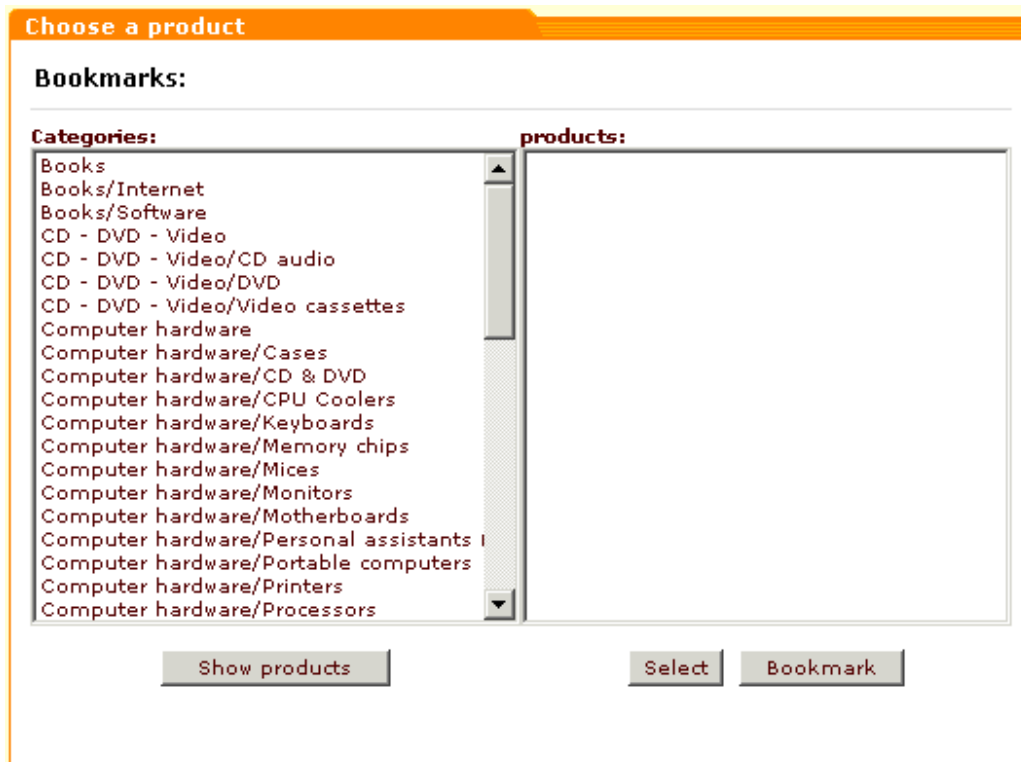 Choose a product
Bookmarks:
Categories:
products:
Books
Books/Internet
Books/Software
CD - DVD - Video
CD - DVD - Video/CD audio
CD - DVD - Video/DVD
CD - DVD - Video/Video cassettes
Computer hardware
Computer hardware/Cases
Computer hardware/CD & DVD
Computer hardware/CPU Coolers
Computer hardware/Keyboards
Computer hardware/Memory chips
Computer hardware/Mices
Computer hardware/Monitors
Computer hardware/Motherboards
Computer hardware/Personal assistants
Computer hardware/Portable computers
Computer hardware/Printers
Computer hardware/Processors
Show products
Select
Bookmark